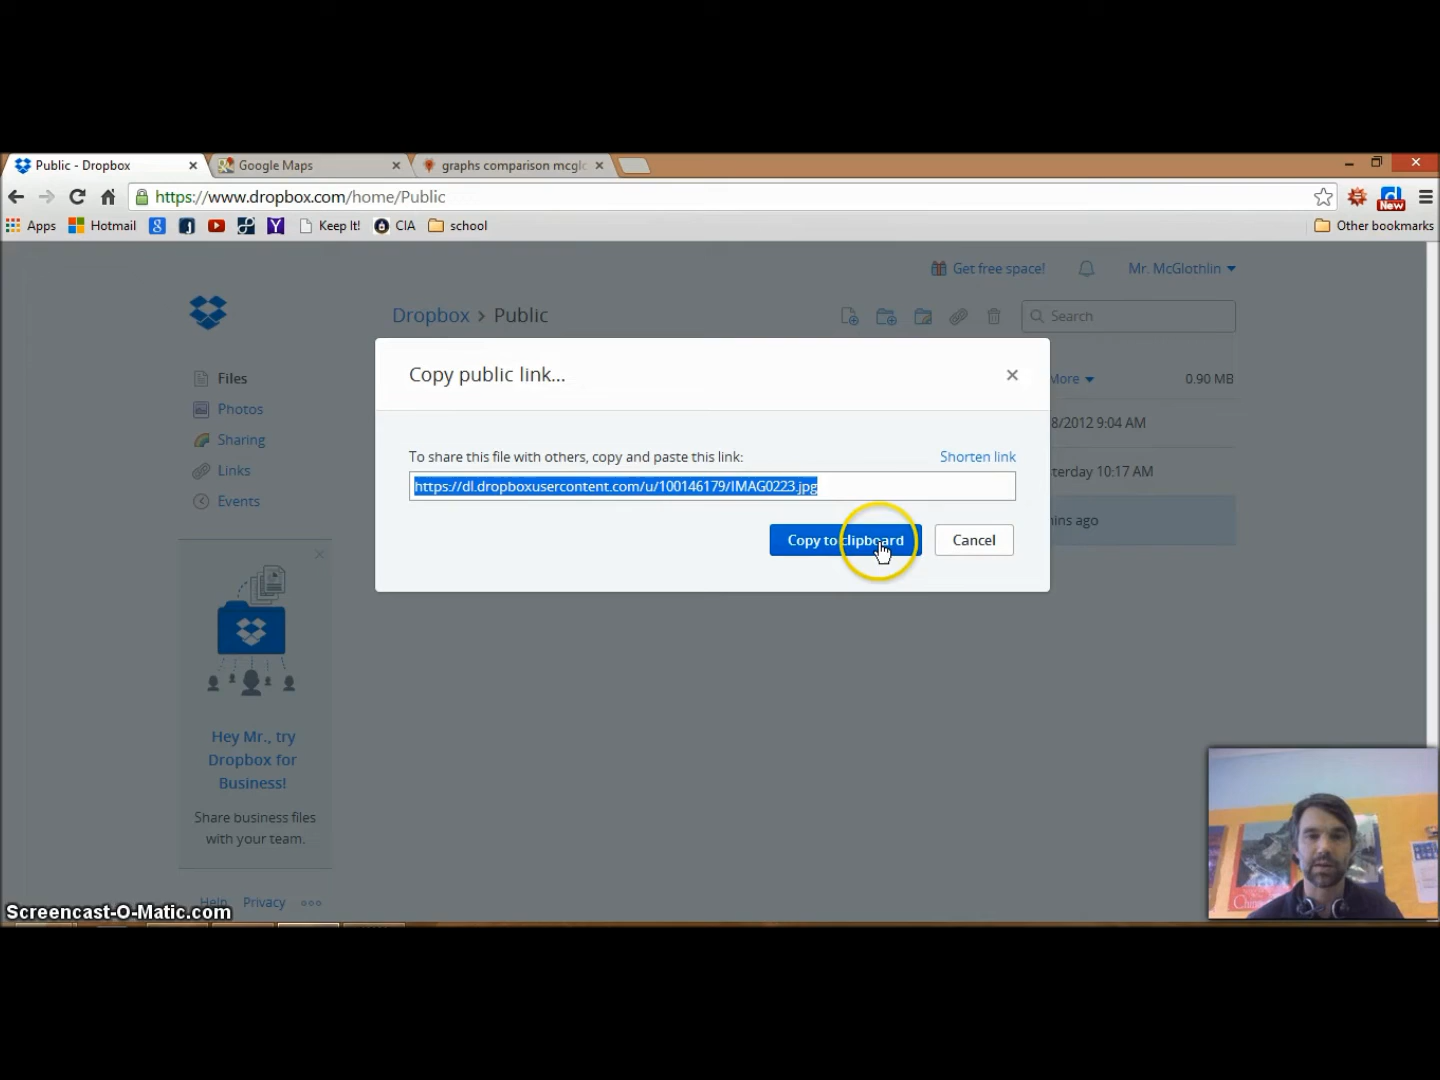 Public - Dropbox
Google Maps
graphs comparison mcglo
https://www.dropbox.com/home/Public
New
Apps
Hotmail
Keep It!
CIA
school
Other bookmarks
Get free space!
Mr. McGlothlin
Dropbox › Public
Search
Copy public link...
Files
More
0.90 MB
Photos
8/2012 9:04 AM
Sharing
To share this file with others, copy and paste this link:
Shorten link
Links
terday 10:17 AM
https://dl.dropboxusercontent.com/u/100146179/IMAG0223.jpg
Events
mins ago
Copy to clipboard
Cancel
Hey Mr., try
Dropbox for
Business!
Share business files
with your team.
Help
Privacy
Screencast-O-Matic.com